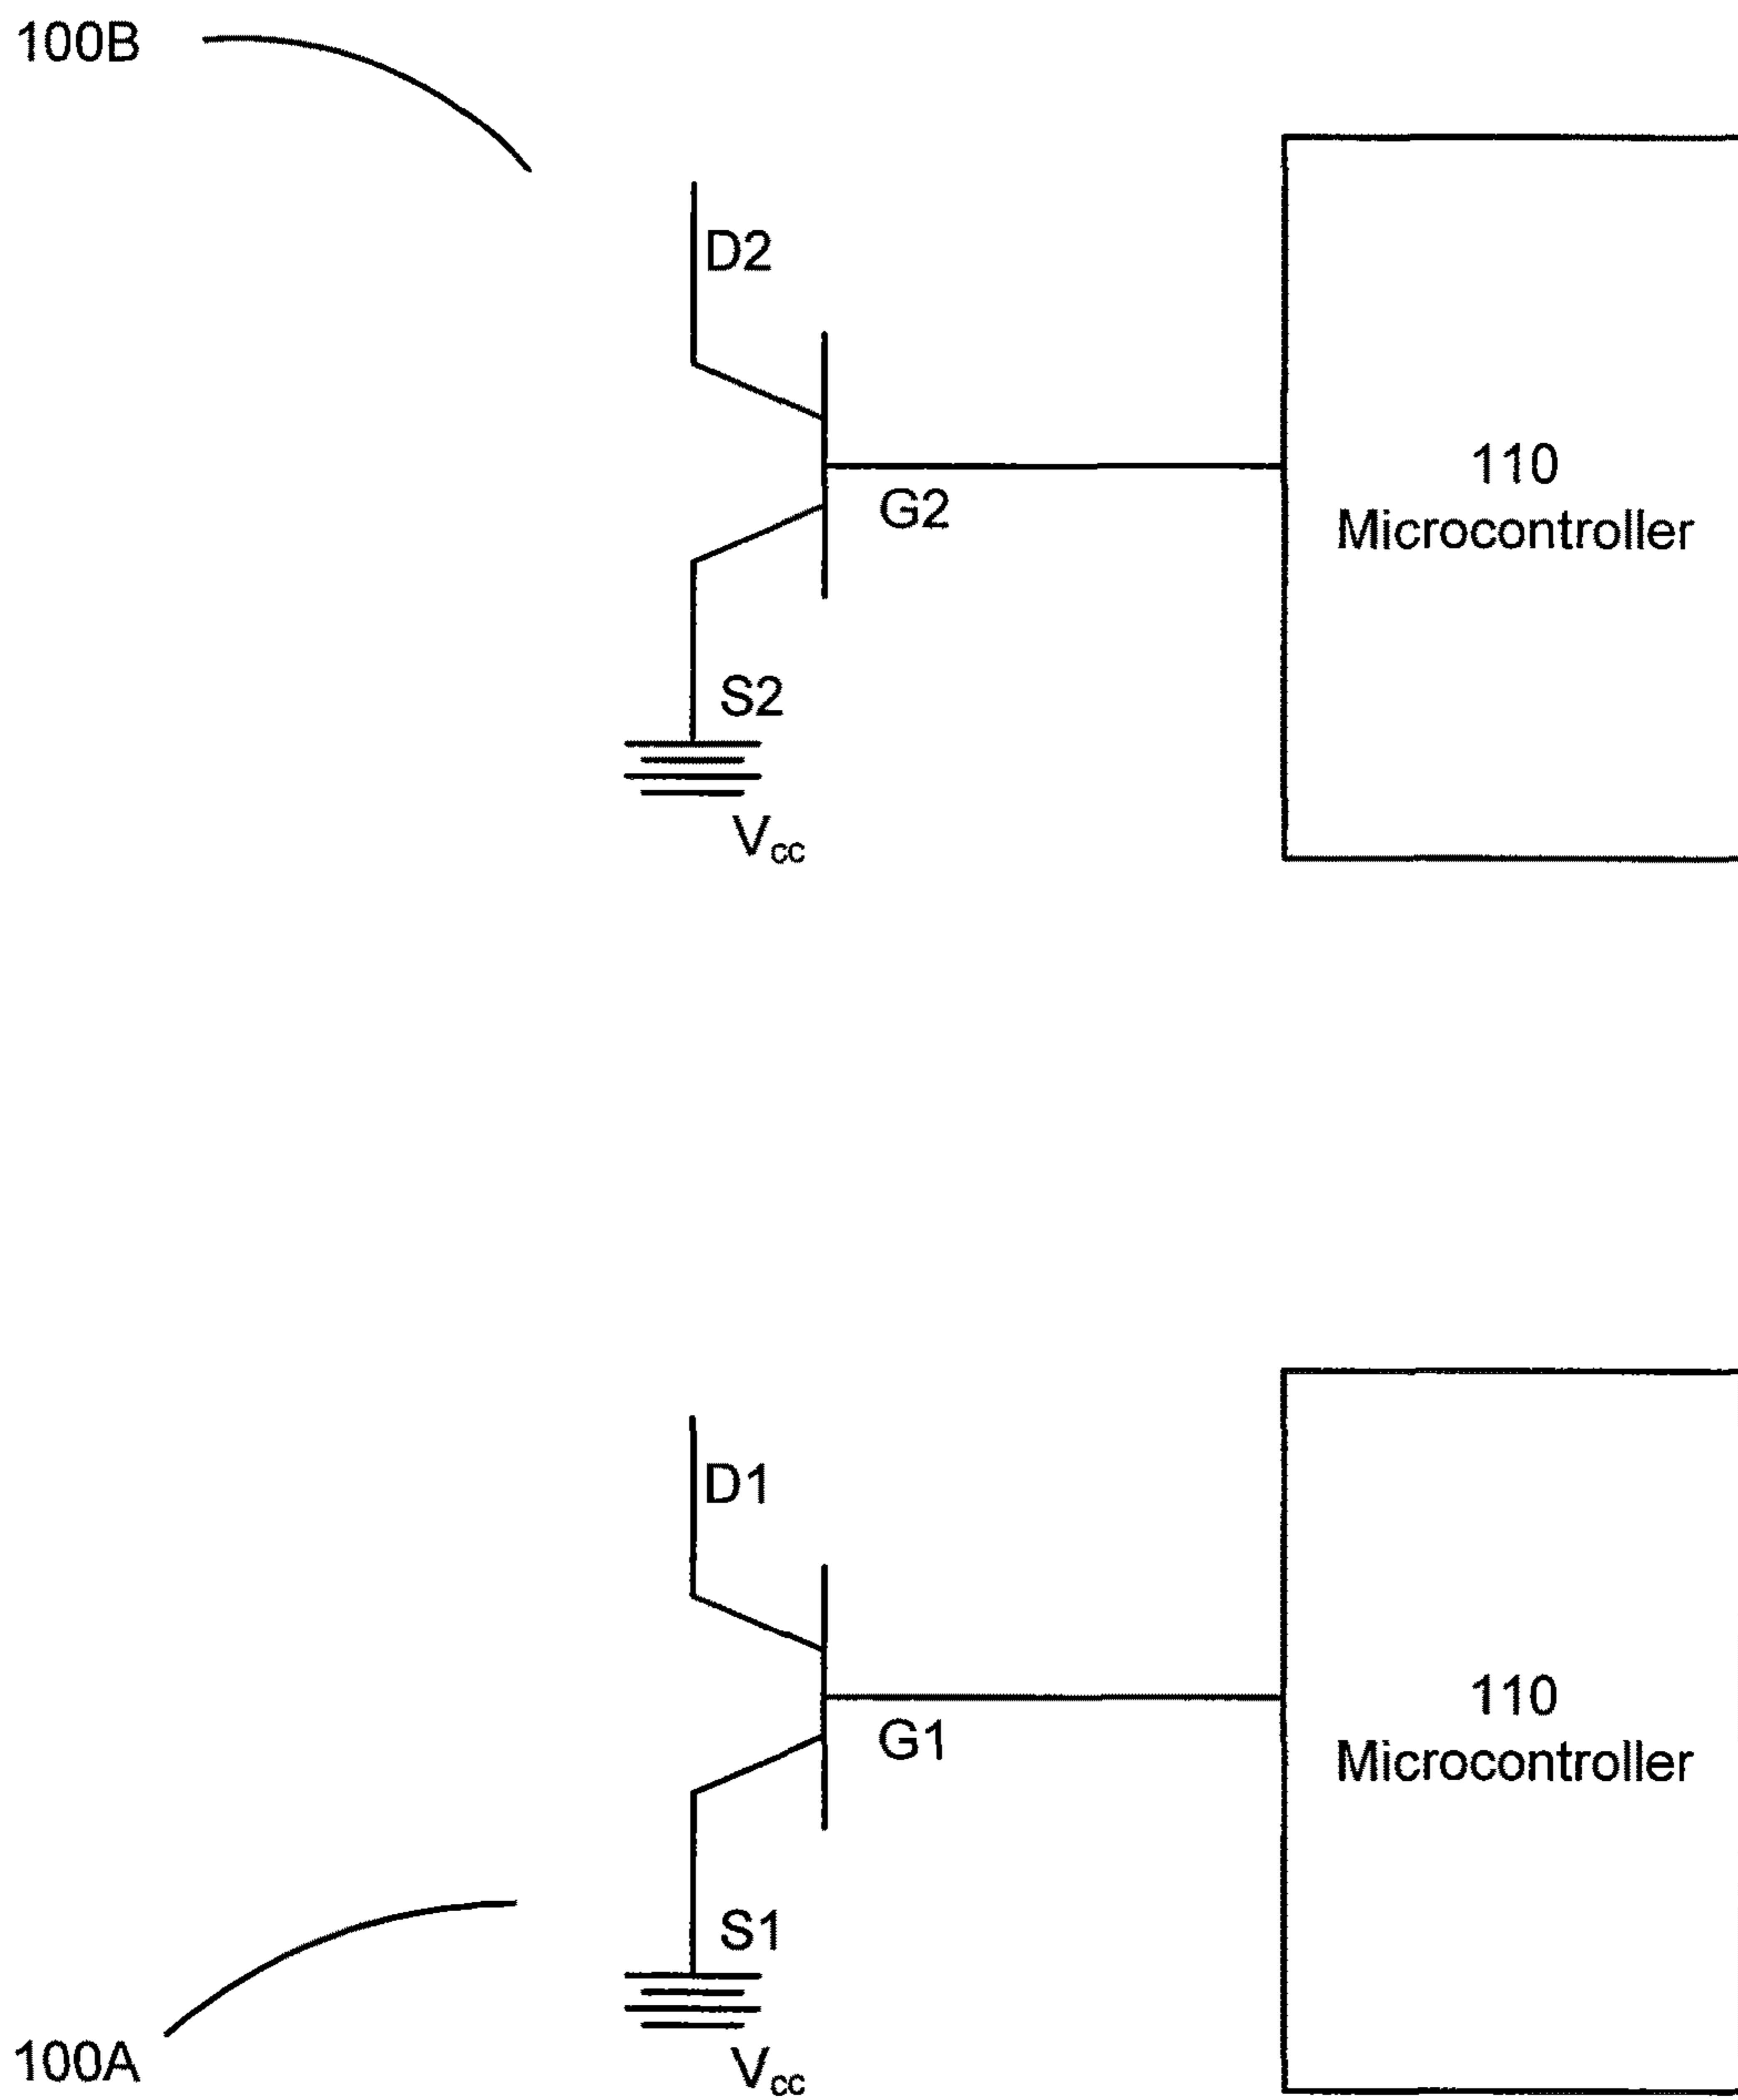 100B
D2
110
Microcontroller
G2
S2
Vcc
D1
110
Microcontroller
G1
S1
100A
Vcc